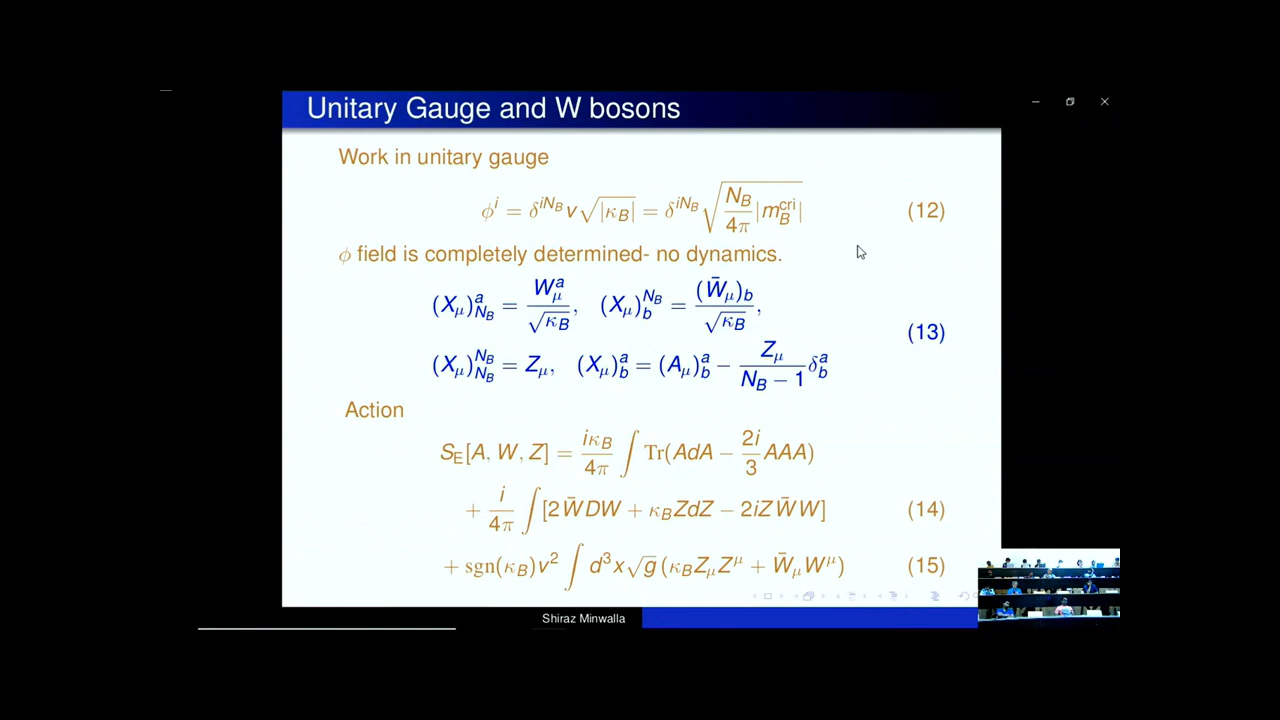 Unitary Gauge and W bosons
Work in unitary gauge
ϕ^i = δ^{iN_B} v√|κ_B| = δ^{iN_B} √(N_B/4π |m_B^{cri}|) (12)
ϕ field is completely determined- no dynamics.
(X_μ)^a_{N_B} = W^a_μ/√κ_B, (X_μ)^{N_B}_b = (W̄_μ)_b/√κ_B,
(13)
(X_μ)^{N_B}_{N_B} = Z_μ, (X_μ)^a_b = (A_μ)^a_b − Z_μ/(N_B − 1) δ^a_b
Action
S_E[A, W, Z] = iκ_B/4π ∫ Tr(AdA − 2i/3 AAA)
+ i/4π ∫ [2W̄DW + κ_B ZdZ − 2iZW̄W] (14)
+ sgn(κ_B)v² ∫ d³x√g (κ_B Z_μ Z^μ + W̄_μ W^μ) (15)
Shiraz Minwalla